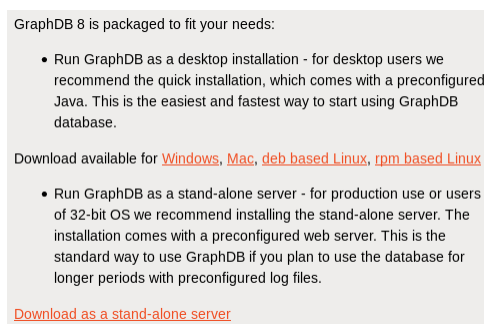 GraphDB 8 is packaged to fit your needs:
• Run GraphDB as a desktop installation - for desktop users we
recommend the quick installation, which comes with a preconfigured
Java. This is the easiest and fastest way to start using GraphDB
database.
Download available for Windows, Mac, deb based Linux, rpm based Linux
• Run GraphDB as a stand-alone server - for production use or users
of 32-bit OS we recommend installing the stand-alone server. The
installation comes with a preconfigured web server. This is the
standard way to use GraphDB if you plan to use the database for
longer periods with preconfigured log files.
Download as a stand-alone server